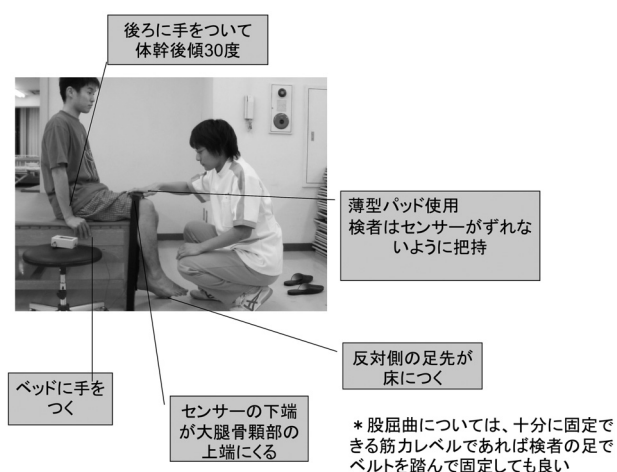 後ろに手をついて
体幹後傾30度
薄型パッド使用
検者はセンサーがずれな
いように把持
反対側の足先が
床につく
ベッドに手を
つく
センサーの下端
が大腿骨顆部の
上端にくる
＊股屈曲については、十分に固定で
きる筋力レベルであれば検者の足で
ベルトを踏んで固定しても良い